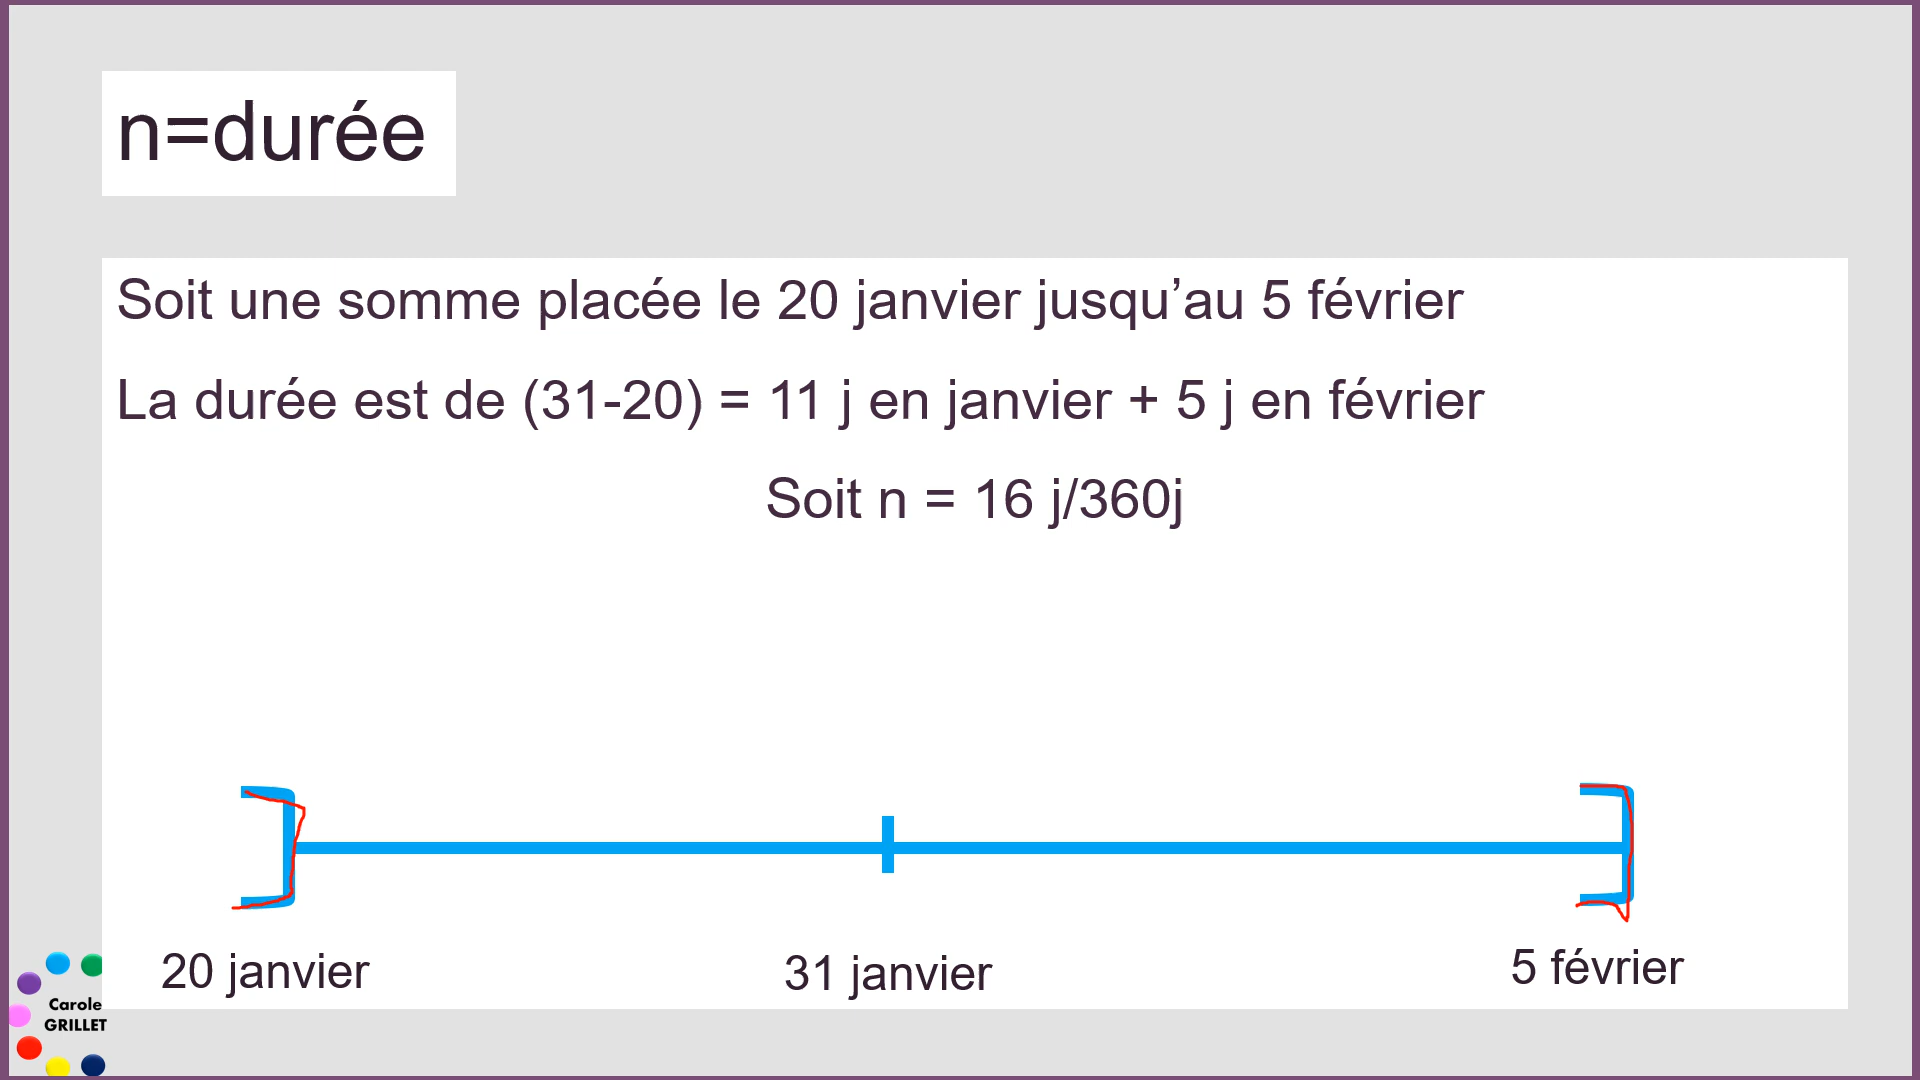 n=durée
Soit une somme placée le 20 janvier jusqu’au 5 février
La durée est de (31-20) = 11 j en janvier + 5 j en février
Soit n = 16 j/360j
20 janvier
31 janvier
5 février
Carole
GRILLET